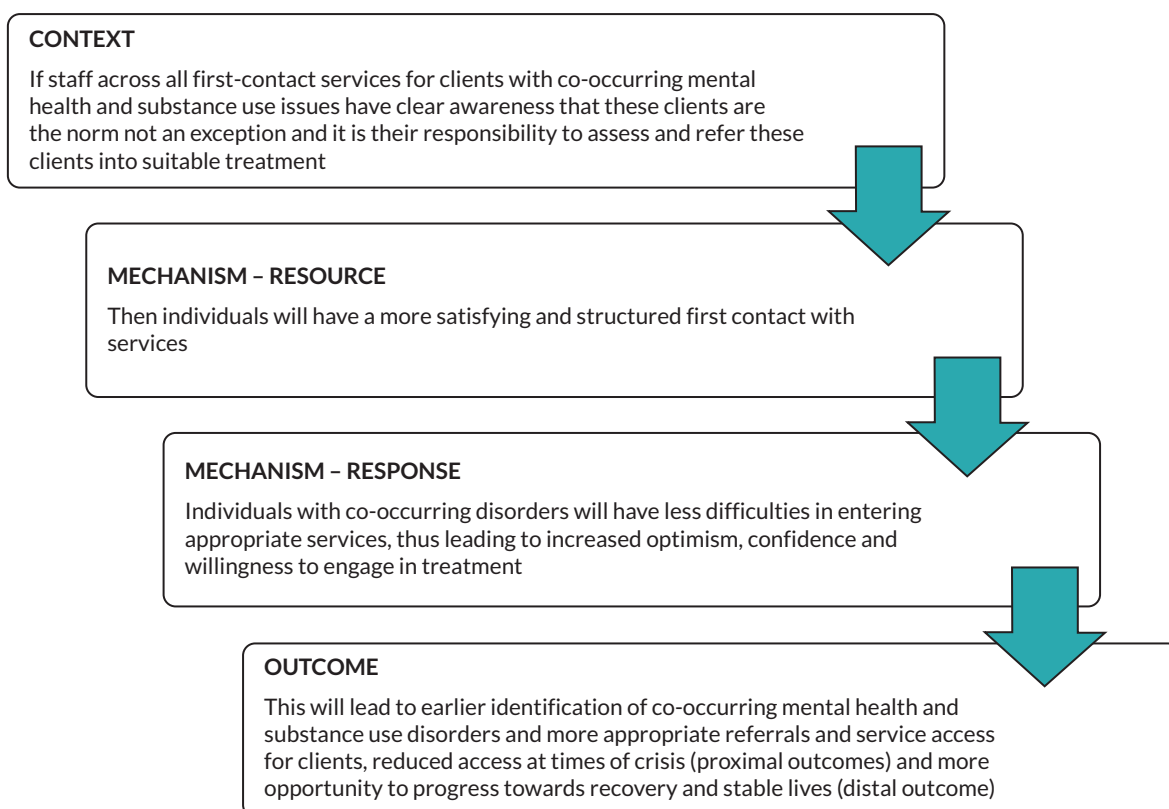 CONTEXT
If staff across all first-contact services for clients with co-occurring mental
health and substance use issues have clear awareness that these clients are
the norm not an exception and it is their responsibility to assess and refer these
clients into suitable treatment
MECHANISM – RESOURCE
Then individuals will have a more satisfying and structured first contact with
services
MECHANISM – RESPONSE
Individuals with co-occurring disorders will have less difficulties in entering
appropriate services, thus leading to increased optimism, confidence and
willingness to engage in treatment
OUTCOME
This will lead to earlier identification of co-occurring mental health and
substance use disorders and more appropriate referrals and service access
for clients, reduced access at times of crisis (proximal outcomes) and more
opportunity to progress towards recovery and stable lives (distal outcome)